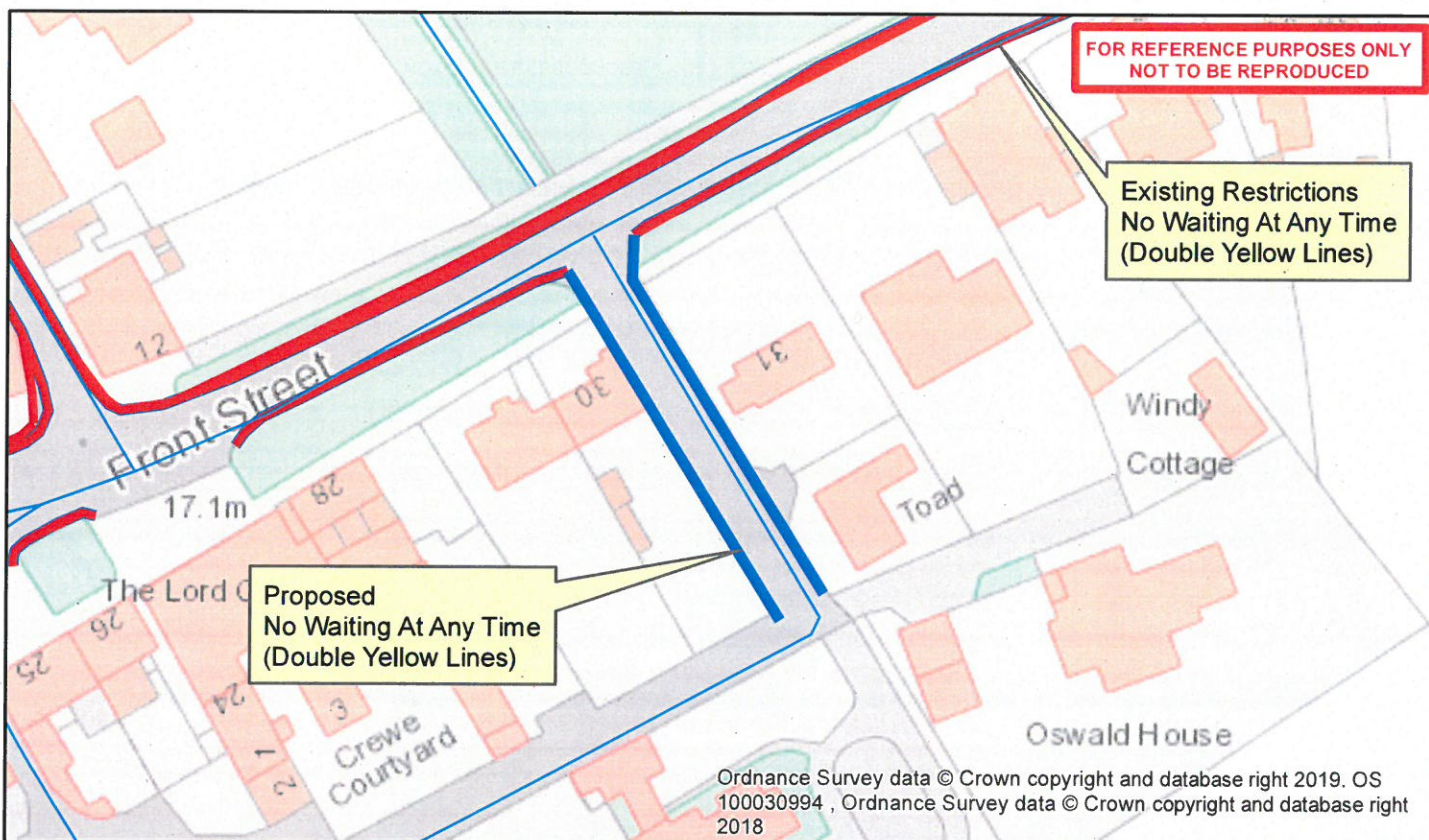 FOR REFERENCE PURPOSES ONLY
NOT TO BE REPRODUCED
Existing Restrictions
No Waiting At Any Time
(Double Yellow Lines)
12
Front Street
31
30
Windy
Cottage
28
17.1m
Toad
The Lord
Proposed
No Waiting At Any Time
(Double Yellow Lines)
26
25
24
3
1
2
Crewe
Courtyard
Oswald House
Ordnance Survey data © Crown copyright and database right 2019. OS
100030994 , Ordnance Survey data © Crown copyright and database right
2018